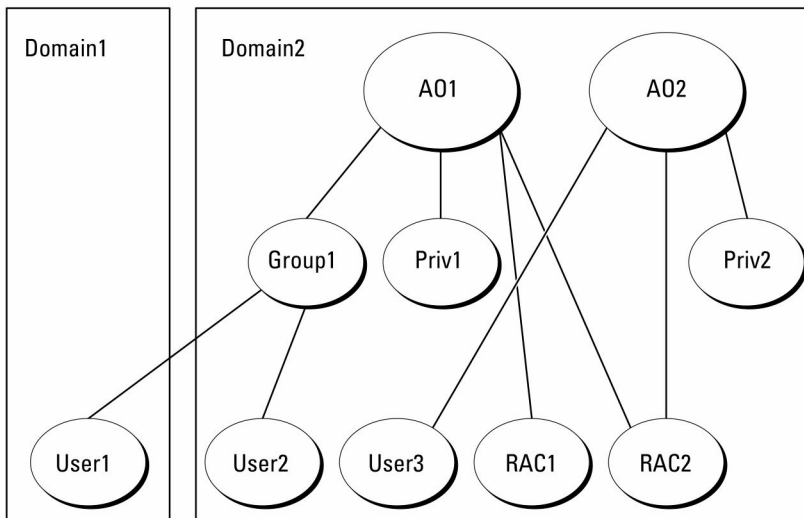 Domain1
Domain2
AO1
AO2
Group1
Priv1
Priv2
User1
User2
User3
RAC1
RAC2